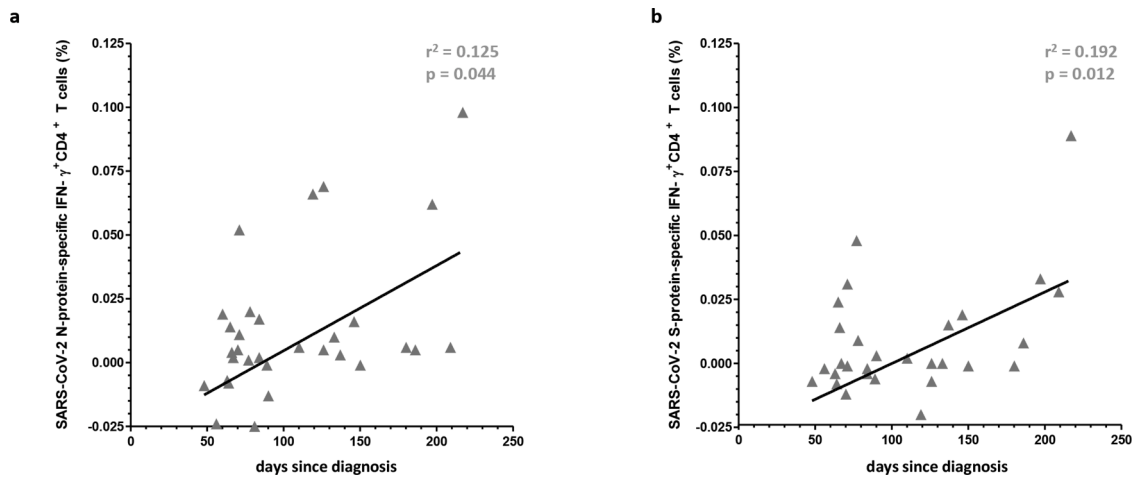 a
SARS-CoV-2 N-protein-specific IFN-γ⁺CD4⁺ T cells (%)
0.125
0.100
0.075
0.050
0.025
0.000
-0.025
r² = 0.125
p = 0.044
0 50 100 150 200 250
days since diagnosis
b
SARS-CoV-2 S-protein-specific IFN-γ⁺CD4⁺ T cells (%)
0.125
0.100
0.075
0.050
0.025
0.000
-0.025
r² = 0.192
p = 0.012
0 50 100 150 200 250
days since diagnosis